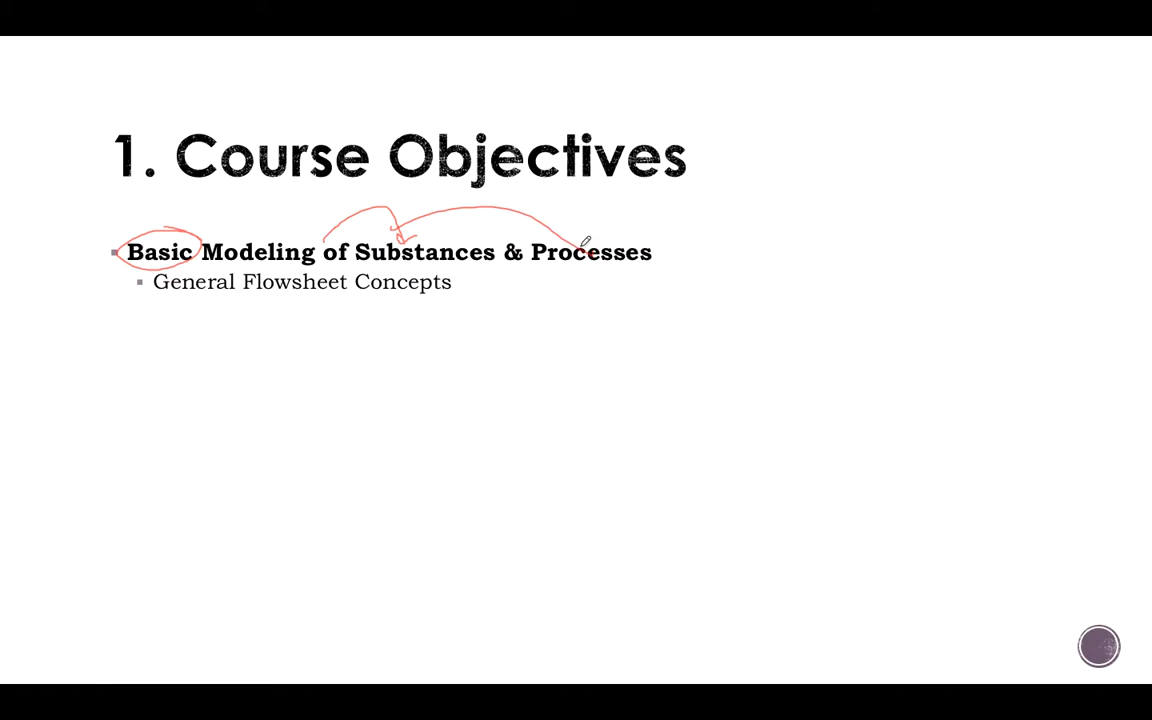 1. Course Objectives
Basic Modeling of Substances & Processes
General Flowsheet Concepts